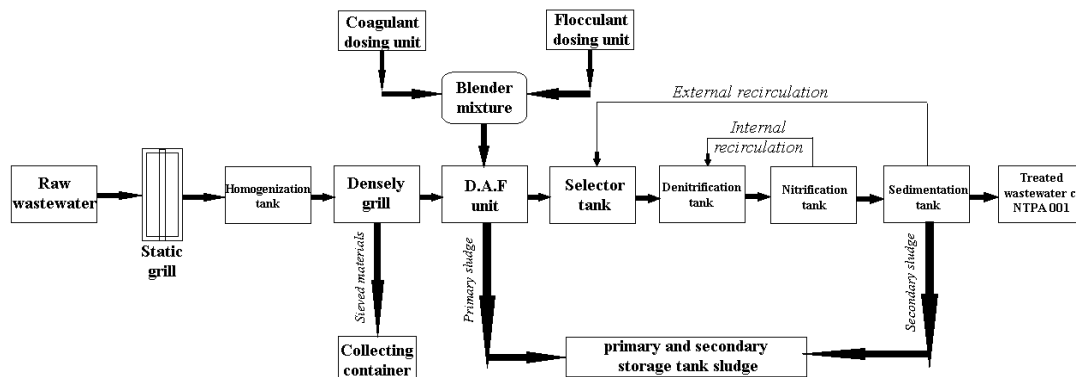 Coagulant
dosing unit
Flocculant
dosing unit
Blender
mixture
External recirculation
Internal
recirculation
Raw
wastewater
Static
grill
Homogenization
tank
Densely
grill
D.A.F
unit
Selector
tank
Denitrification
tank
Nitrification
tank
Sedimentation
tank
Treated
wastewater c
NTPA 001
Sieved materials
Primary sludge
Secondary sludge
Collecting
container
primary and secondary
storage tank sludge